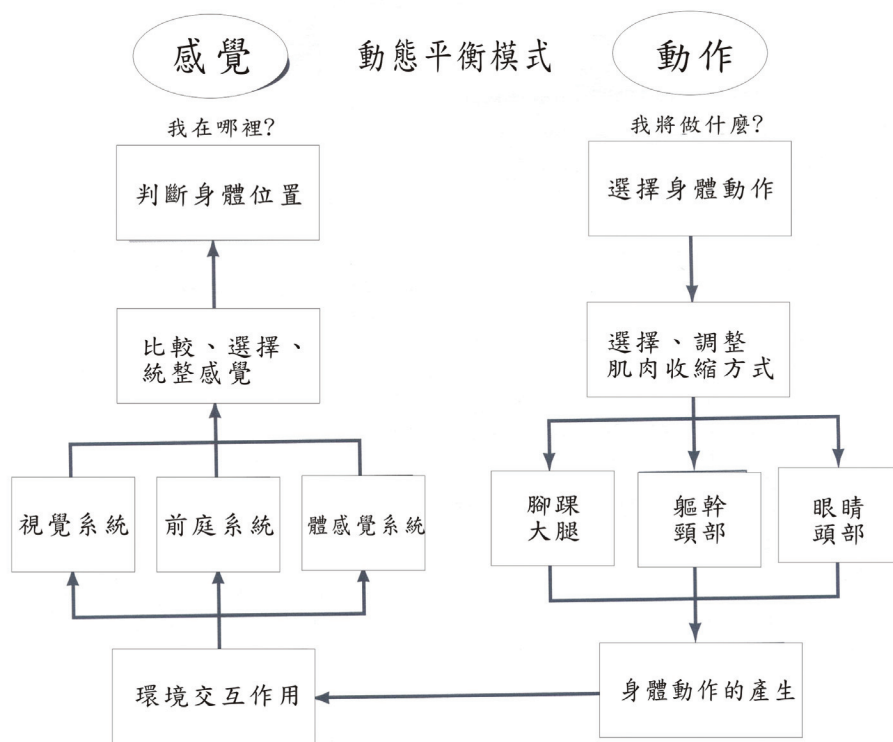 感覺
動態平衡模式
動作
我在哪裡?
我將做什麼?
判斷身體位置
選擇身體動作
比較、選擇、
統整感覺
選擇、調整
肌肉收縮方式
視覺系統
前庭系統
體感覺系統
腳踝
大腿
軀幹
頸部
眼睛
頭部
環境交互作用
身體動作的產生